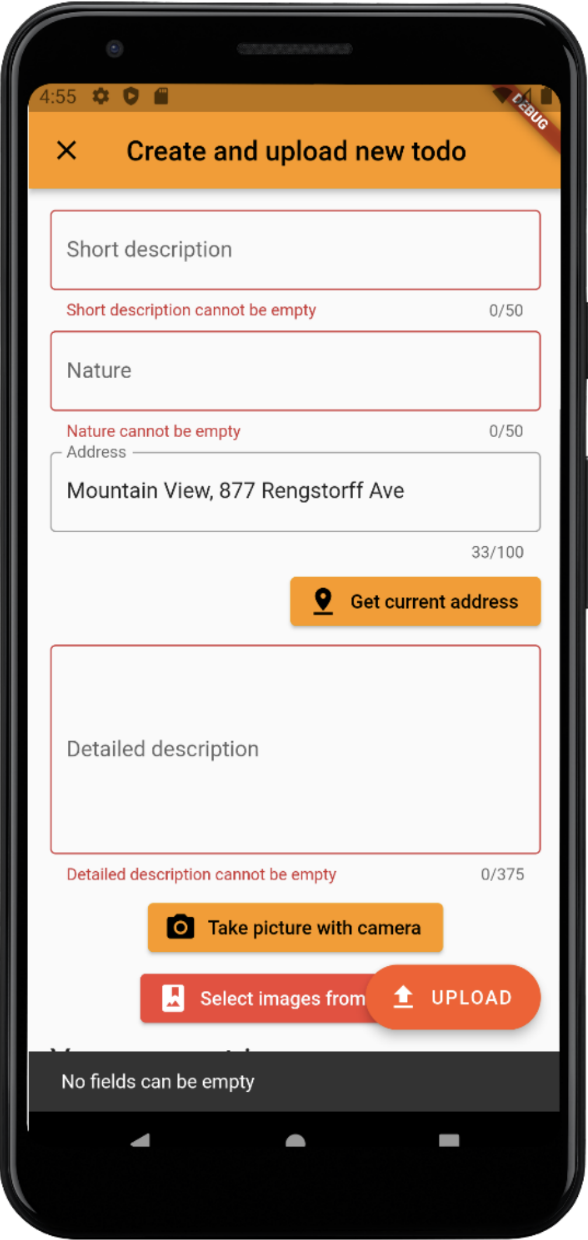 4:55
DEBUG
Create and upload new todo
Short description
Short description cannot be empty 0/50
Nature
Nature cannot be empty 0/50
Address
Mountain View, 877 Rengstorff Ave
33/100
Get current address
Detailed description
Detailed description cannot be empty 0/375
Take picture with camera
Select images from
UPLOAD
No fields can be empty